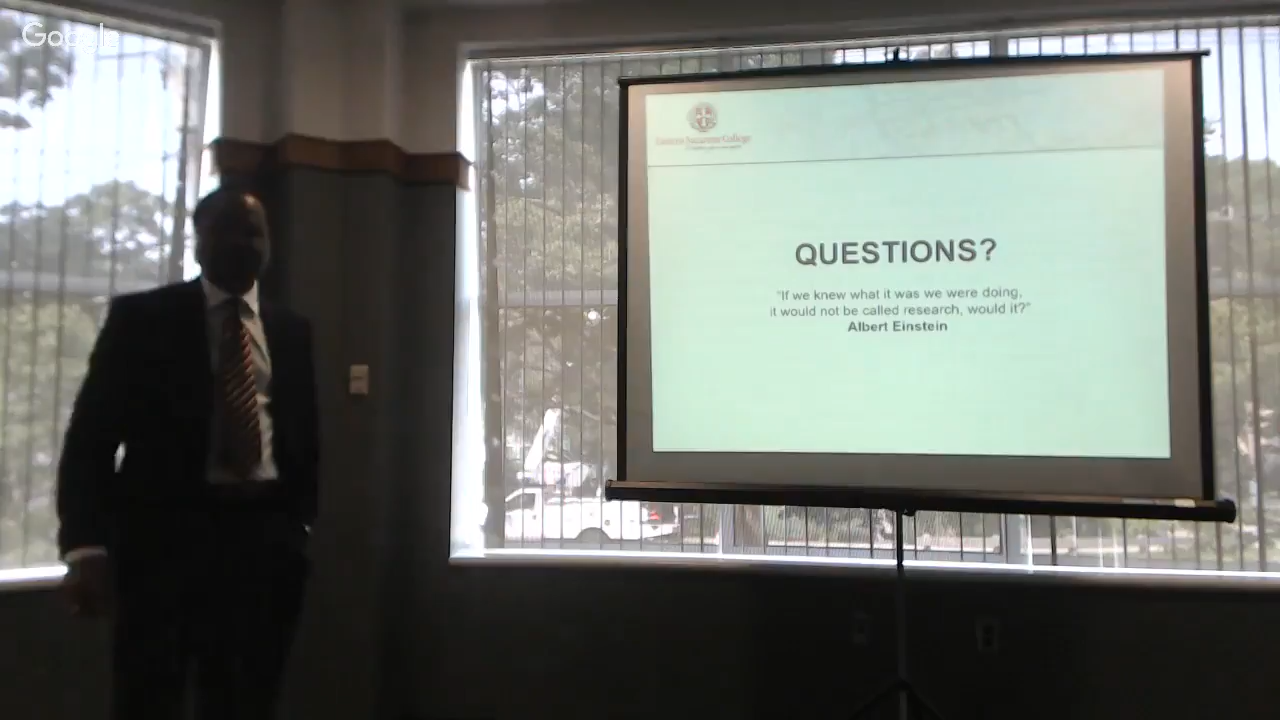 Google
College
QUESTIONS?
"If we knew what it was we were doing,
it would not be called research, would it?"
Albert Einstein